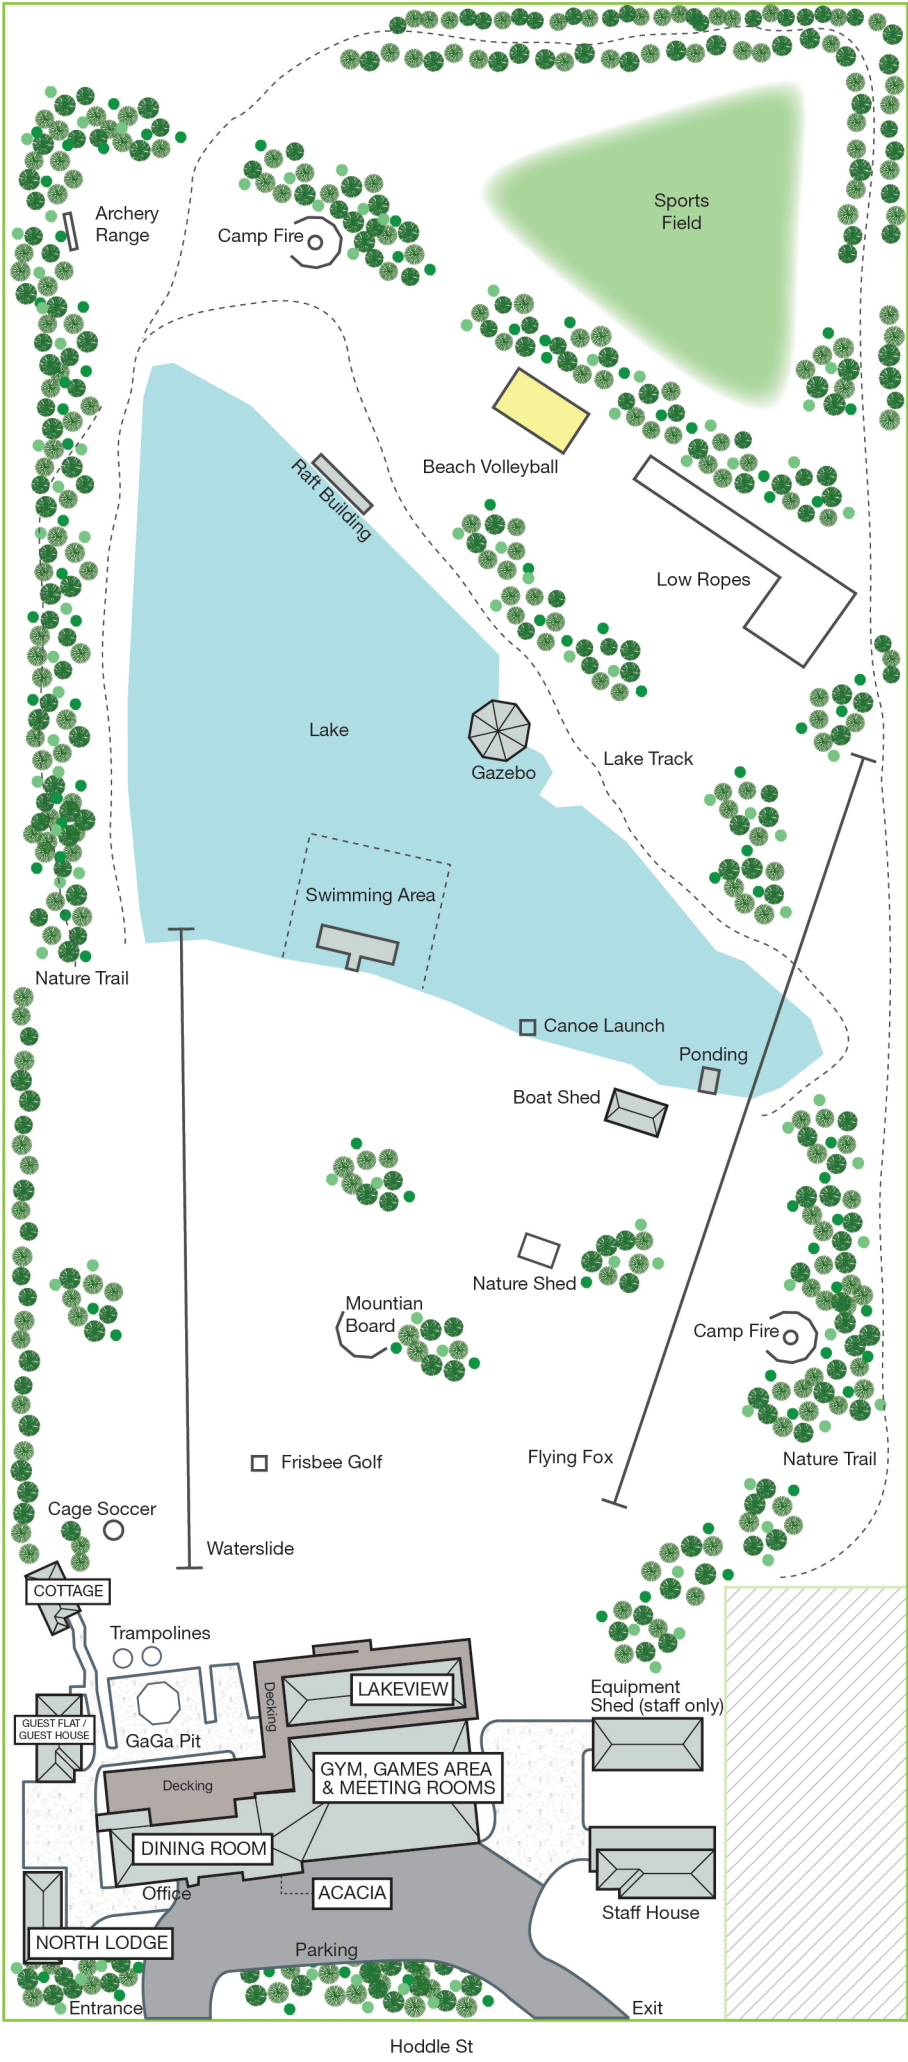 Sports
Field
Archery
Range
Camp Fire
Beach Volleyball
Raft Building
Low Ropes
Lake
Lake Track
Gazebo
Swimming Area
Nature Trail
Canoe Launch
Ponding
Boat Shed
Nature Shed
Mountian
Board
Camp Fire
Flying Fox
Nature Trail
Frisbee Golf
Cage Soccer
Waterslide
COTTAGE
Trampolines
Equipment
Shed (staff only)
LAKEVIEW
Decking
GUEST FLAT /
GUEST HOUSE
GaGa Pit
GYM, GAMES AREA
& MEETING ROOMS
Decking
DINING ROOM
Office
ACACIA
Staff House
NORTH LODGE
Parking
Entrance
Exit
Hoddle St